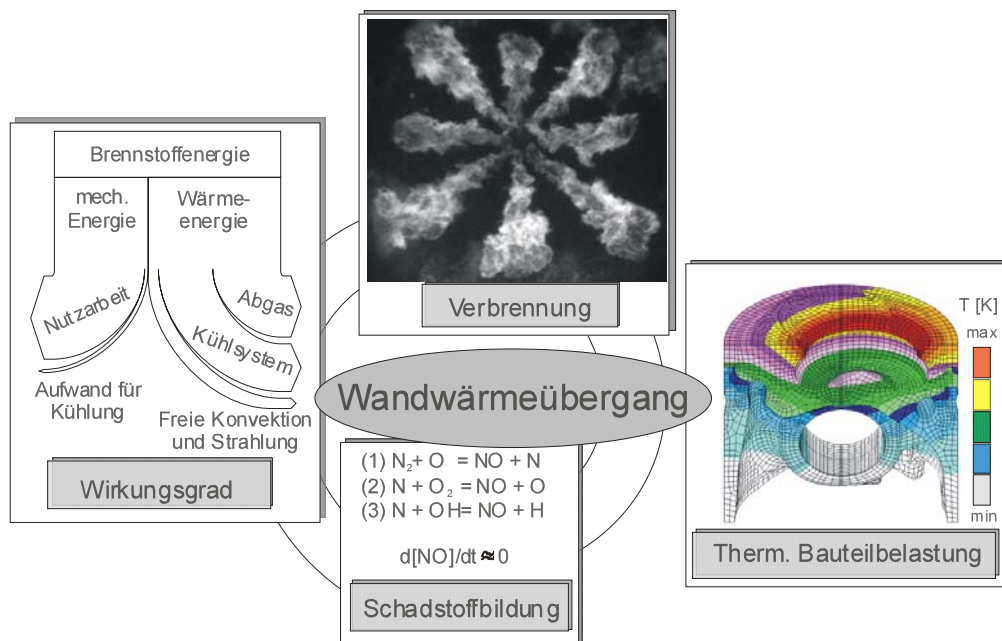 Brennstoffenergie
mech.
Energie
Wärme-
energie
Nutzarbeit
Abgas
Kühlsystem
Aufwand für
Kühlung
Freie Konvektion
und Strahlung
Wirkungsgrad
Verbrennung
Wandwärmeübergang
(1) N₂+ O = NO + N
(2) N + O₂ = NO + O
(3) N + OH= NO + H
d[NO]/dt ≈ 0
Schadstoffbildung
T [K]
max
min
Therm. Bauteilbelastung